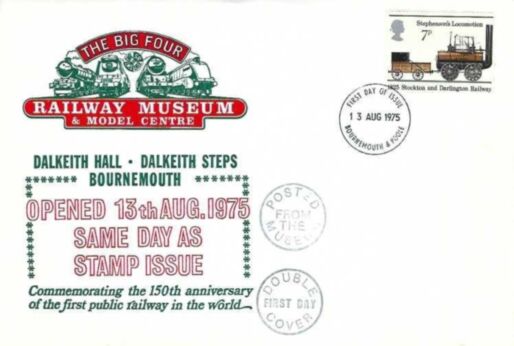 THE BIG FOUR
RAILWAY MUSEUM
& MODEL CENTRE
DALKEITH HALL · DALKEITH STEPS
BOURNEMOUTH
OPENED 13th AUG. 1975
SAME DAY AS
STAMP ISSUE
Commemorating the 150th anniversary
of the first public railway in the world
Stephenson's Locomotion
7P
1825 Stockton and Darlington Railway
FIRST DAY OF ISSUE
13 AUG 1975
BOURNEMOUTH & POOLE
POSTED
FROM
THE
MUSEUM
DOUBLE
FIRST DAY
COVER